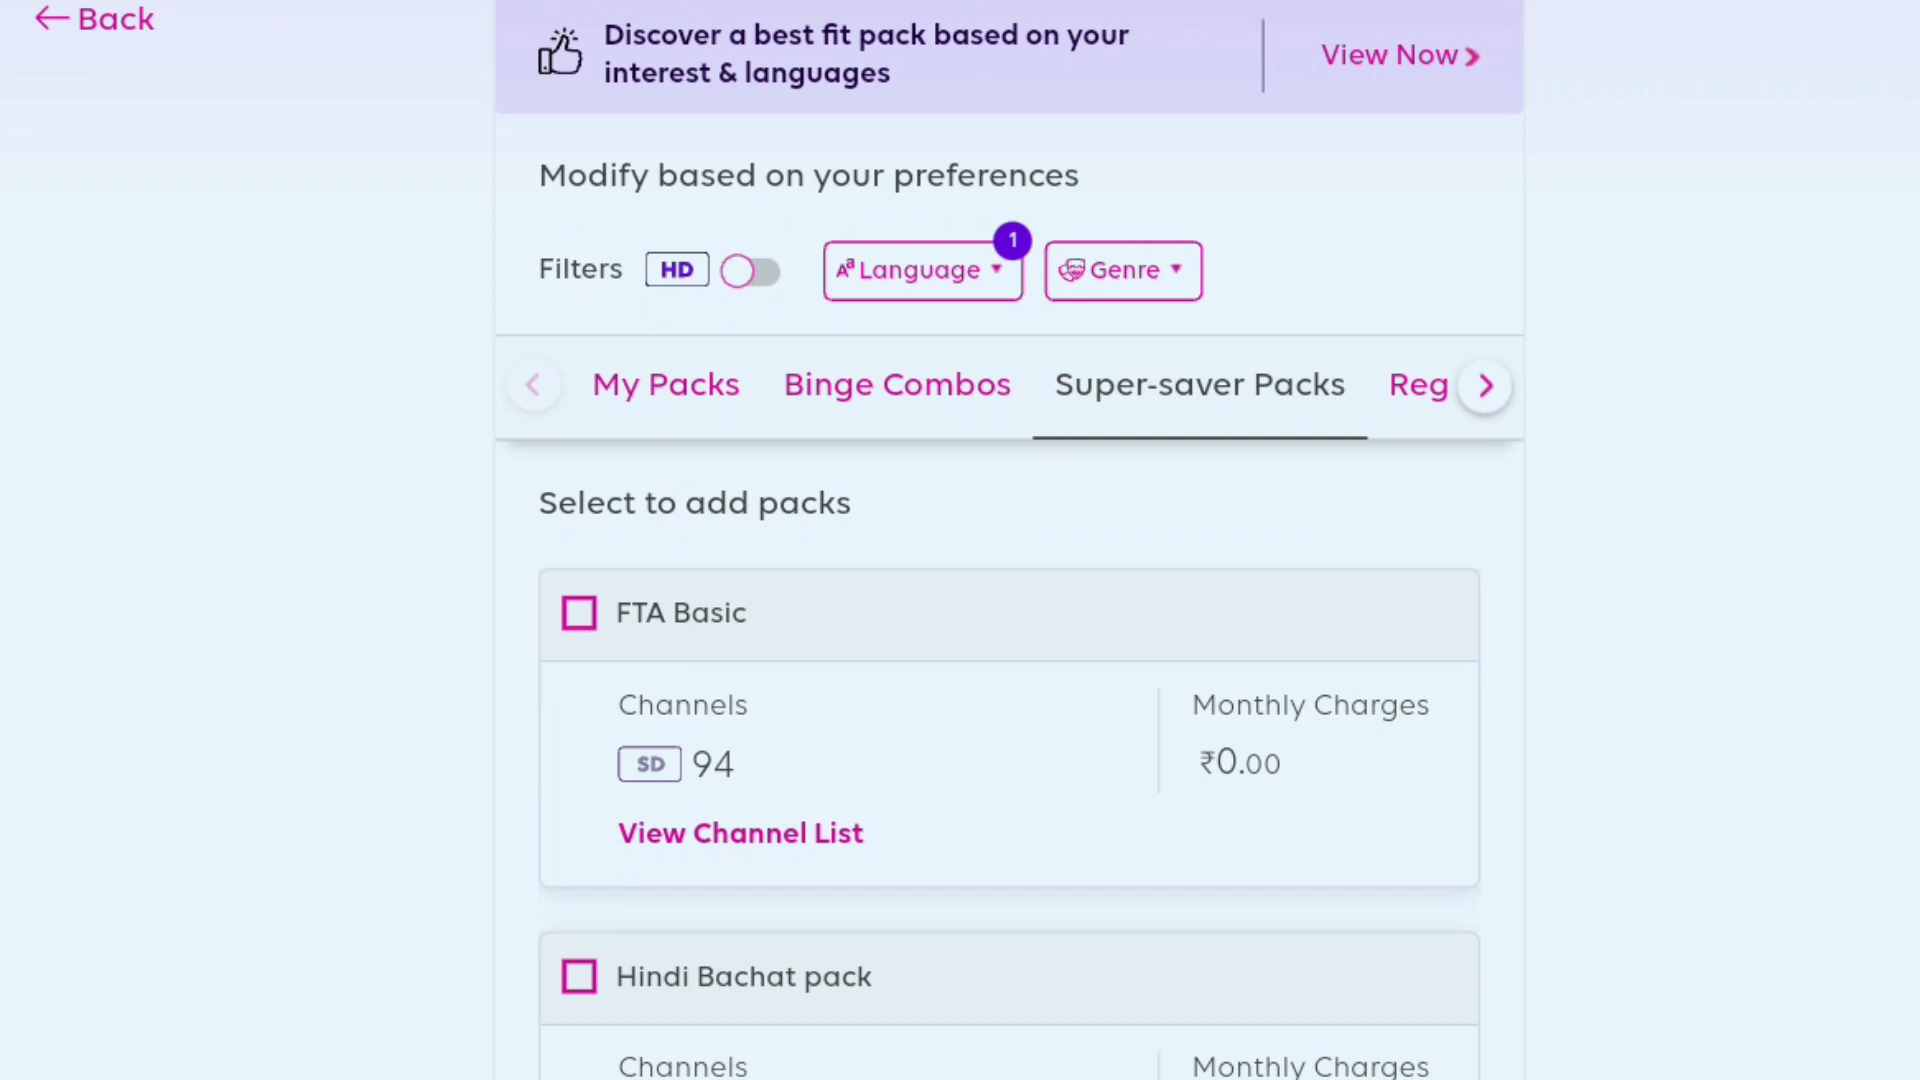 Back
Discover a best fit pack based on your
interest & languages
View Now
Modify based on your preferences
Filters HD Aa Language 1 Genre
My Packs Binge Combos Super-saver Packs Reg
Select to add packs
FTA Basic
Channels Monthly Charges
SD 94 ₹0.00
View Channel List
Hindi Bachat pack
Channels Monthly Charges